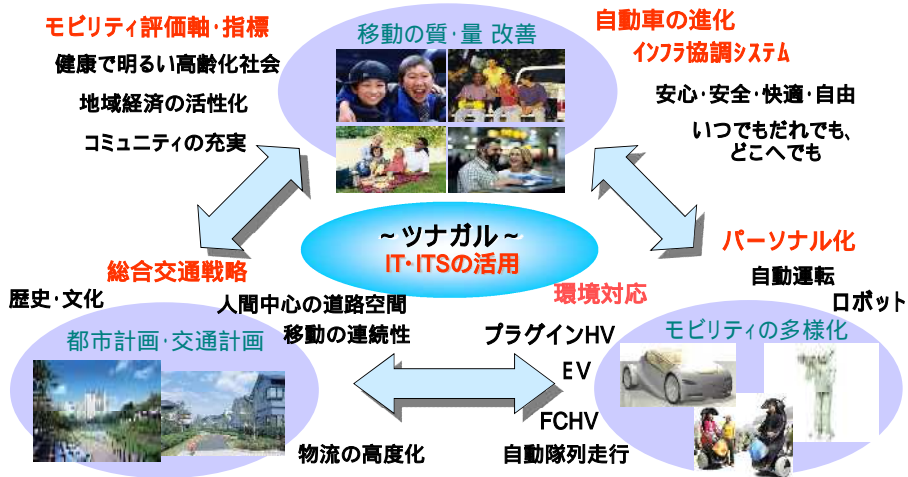 モビリティ評価軸・指標
健康で明るい高齢化社会
地域経済の活性化
コミュニティの充実
移動の質・量 改善
自動車の進化
インフラ協調システム
安心・安全・快適・自由
いつでもだれでも、
どこへでも
~ ツナガル ~
IT・ITSの活用
総合交通戦略
歴史・文化
人間中心の道路空間
移動の連続性
都市計画・交通計画
物流の高度化
環境対応
プラグインHV
EV
FCHV
自動隊列走行
パーソナル化
自動運転
ロボット
モビリティの多様化